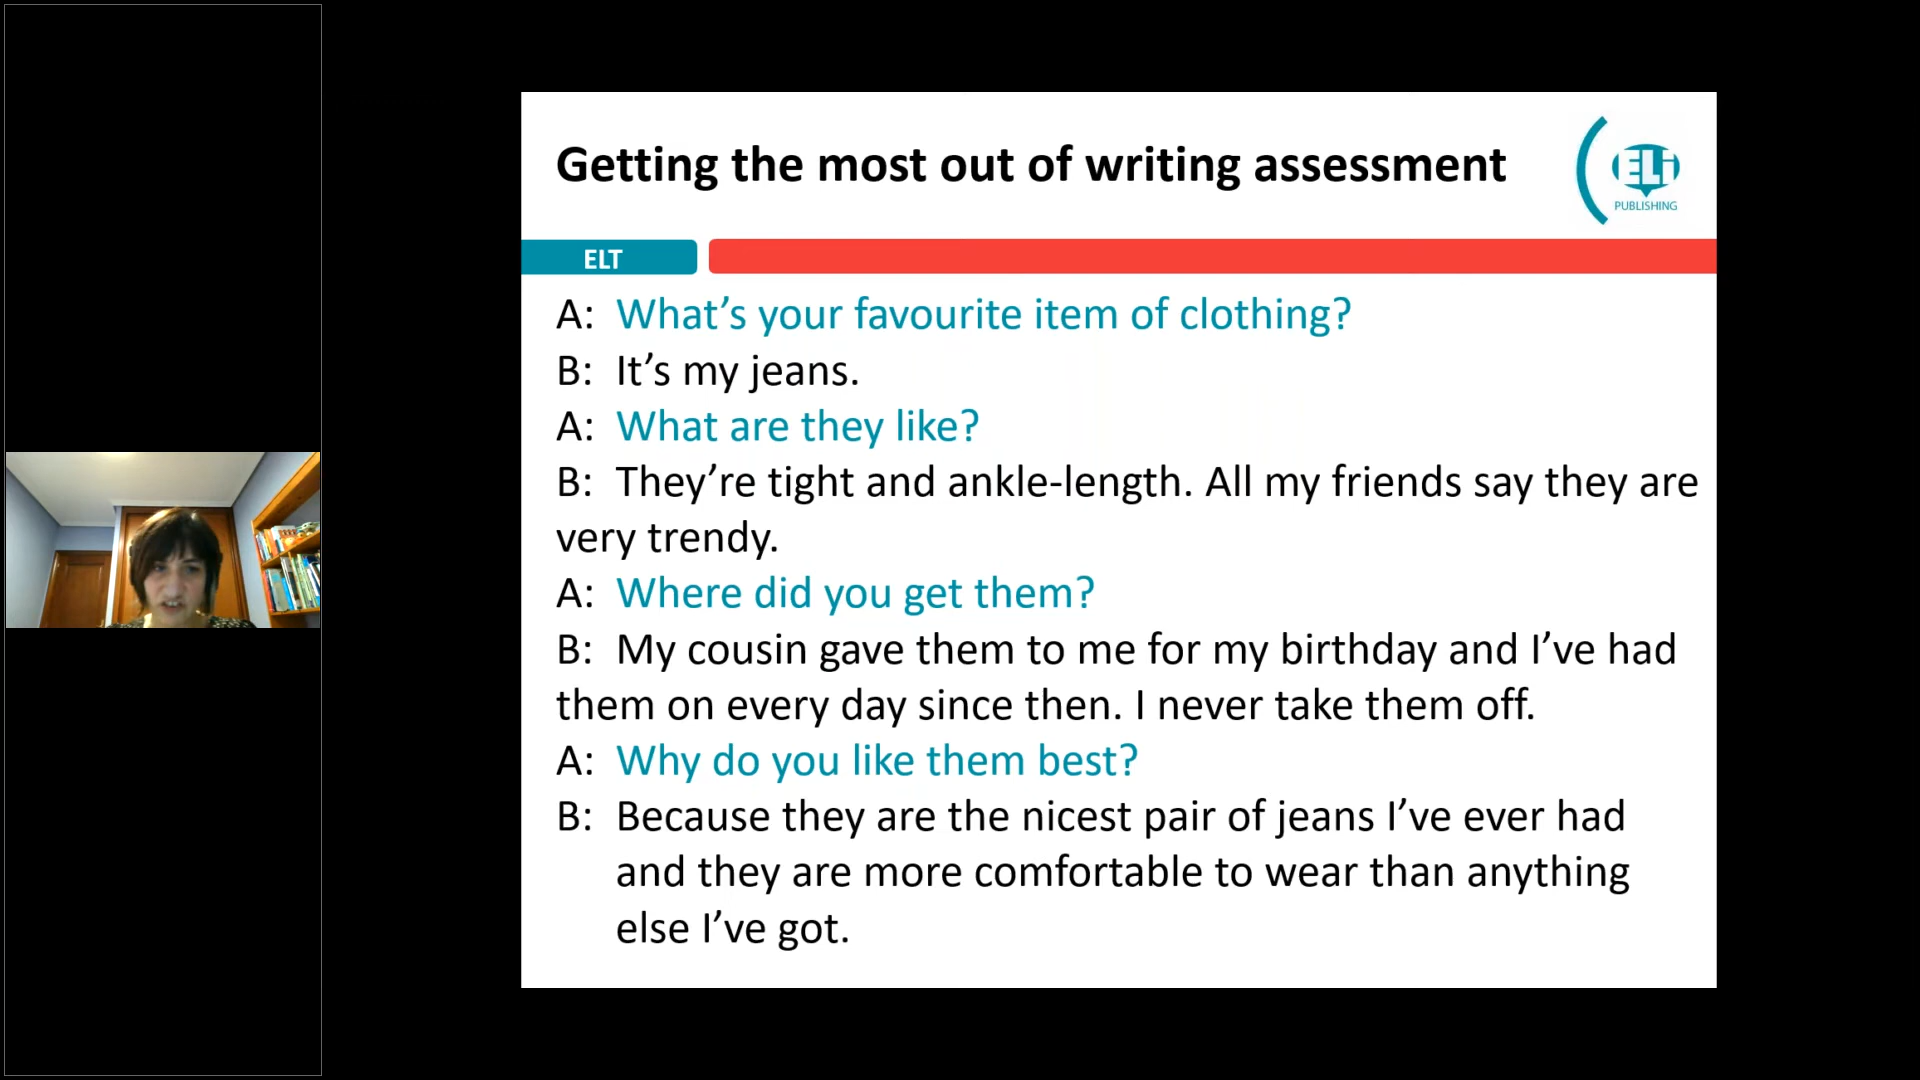 Getting the most out of writing assessment
ELi
PUBLISHING
ELT
A: What's your favourite item of clothing?
B: It's my jeans.
A: What are they like?
B: They're tight and ankle-length. All my friends say they are
very trendy.
A: Where did you get them?
B: My cousin gave them to me for my birthday and I've had
them on every day since then. I never take them off.
A: Why do you like them best?
B: Because they are the nicest pair of jeans I've ever had
and they are more comfortable to wear than anything
else I've got.